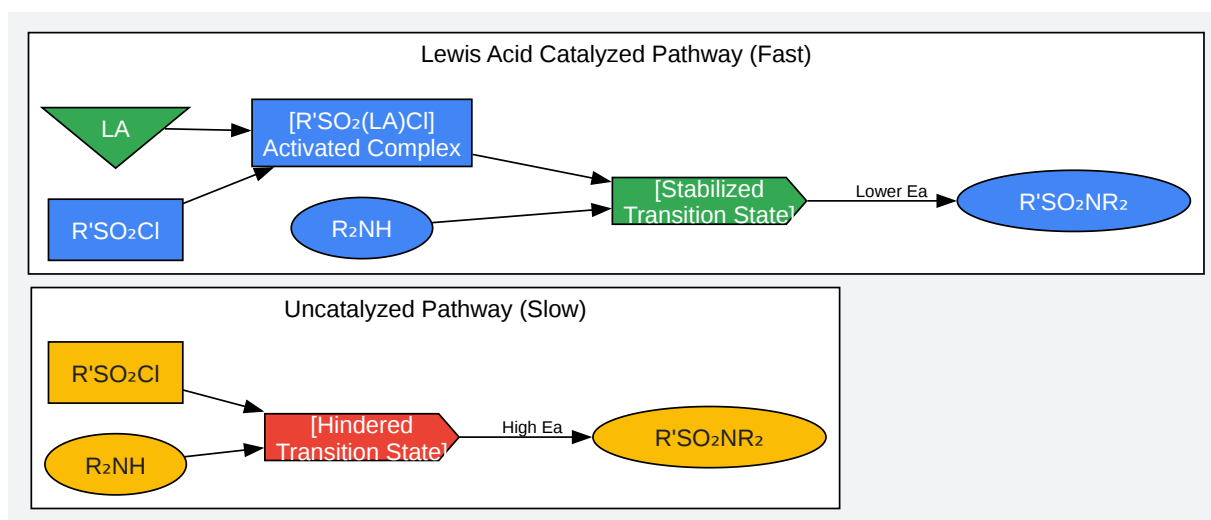 Lewis Acid Catalyzed Pathway (Fast)
LA
[R'SO₂(LA)Cl]
Activated Complex
R'SO₂Cl
R₂NH
[Stabilized
Transition State]
Lower Ea
R'SO₂NR₂
Uncatalyzed Pathway (Slow)
R'SO₂Cl
R₂NH
[Hindered
Transition State]
High Ea
R'SO₂NR₂